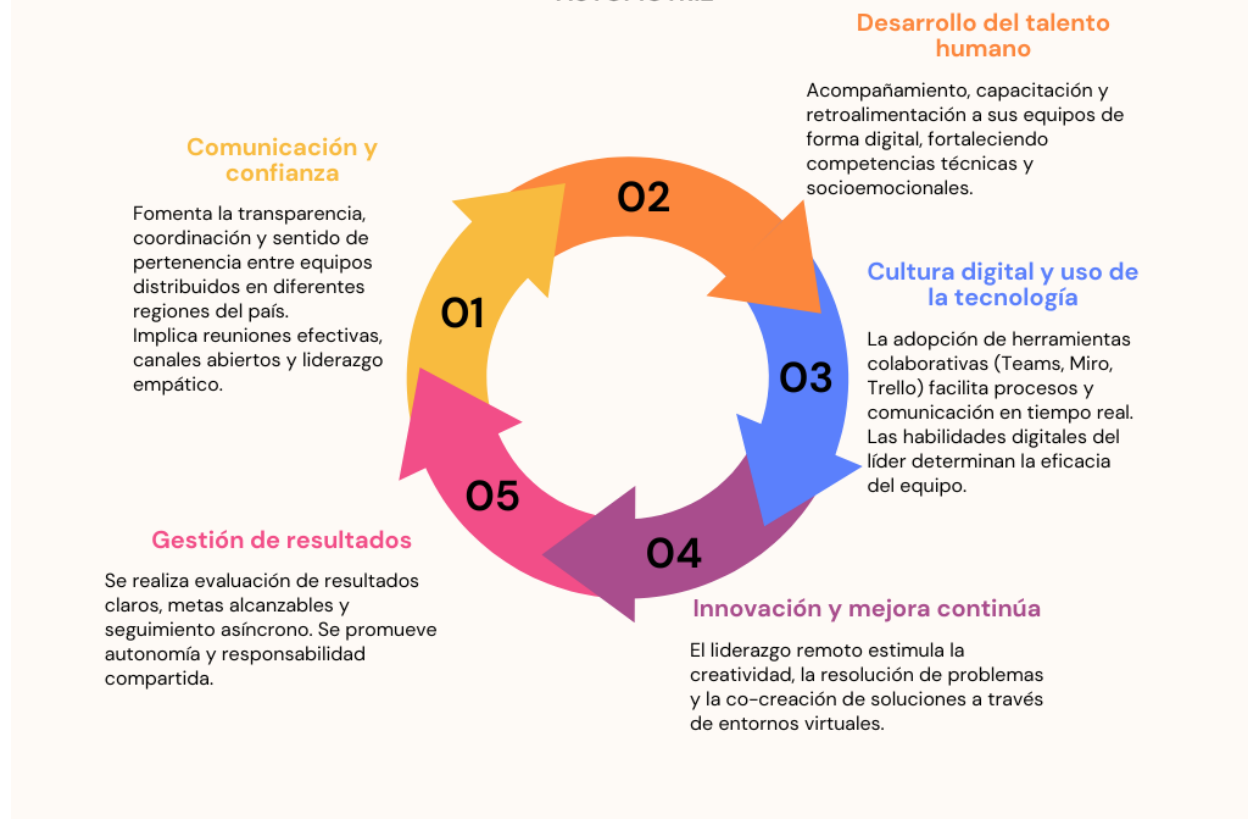 Desarrollo del talento
humano
Acompañamiento, capacitación y
retroalimentación a sus equipos de
forma digital, fortaleciendo
competencias técnicas y
socioemocionales.
Comunicación y
confianza
Fomenta la transparencia,
coordinación y sentido de
pertenencia entre equipos
distribuidos en diferentes
regiones del país.
Implica reuniones efectivas,
canales abiertos y liderazgo
empático.
02
01
03
05
04
Cultura digital y uso de
la tecnología
La adopción de herramientas
colaborativas (Teams, Miro,
Trello) facilita procesos y
comunicación en tiempo real.
Las habilidades digitales del
líder determinan la eficacia
del equipo.
Gestión de resultados
Se realiza evaluación de resultados
claros, metas alcanzables y
seguimiento asíncrono. Se promueve
autonomía y responsabilidad
compartida.
Innovación y mejora continúa
El liderazgo remoto estimula la
creatividad, la resolución de problemas
y la co-creación de soluciones a través
de entornos virtuales.